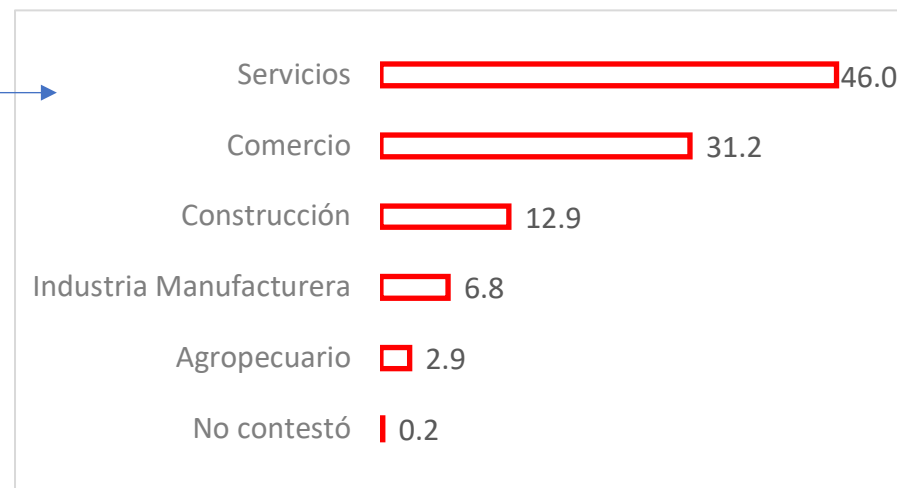 Servicios 46.0
Comercio 31.2
Construcción 12.9
Industria Manufacturera 6.8
Agropecuario 2.9
No contestó 0.2